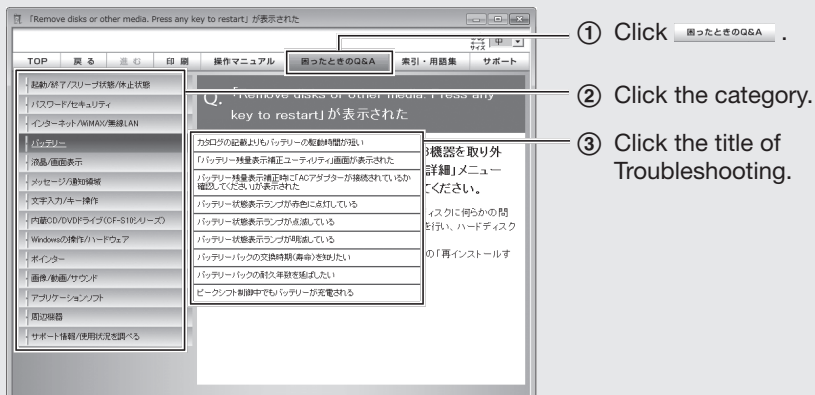 「Remove disks or other media. Press any key to restart」が表示された
文字サイズ 中
TOP 戻る 進む 印刷 操作マニュアル 困ったときのQ&A 索引・用語集 サポート
① Click 困ったときのQ&A .
② Click the category.
③ Click the title of
Troubleshooting.
起動/終了/スリープ状態/休止状態
パスワード/セキュリティ
インターネット/WiMAX/無線LAN
バッテリー
液晶/画面表示
メッセージ/通知領域
文字入力/キー操作
内蔵CD/DVDドライブ(CF-S10シリーズ)
Windowsの操作/ハードウェア
ポインター
画像/動画/サウンド
アプリケーションソフト
周辺機器
サポート情報/使用状況を調べる
Q. 「Remove disks or other media. Press any
key to restart」が表示された
カタログの記載よりもバッテリーの駆動時間が短い
「バッテリー残量表示補正ユーティリティ」画面が表示された
バッテリー残量表示補正時に「ACアダプターが接続されているか
確認してください」が表示された
バッテリー状態表示ランプが赤色に点灯している
バッテリー状態表示ランプが点滅している
バッテリー状態表示ランプが明滅している
バッテリーパックの交換時期(寿命)を知りたい
バッテリーパックの耐久年数を延ばしたい
ピークシフト制御中でもバッテリーが充電される
機器を取り外
詳細」メニュー
ください。
ィスクに何らかの問
を行い、ハードディスク
の「再インストールす